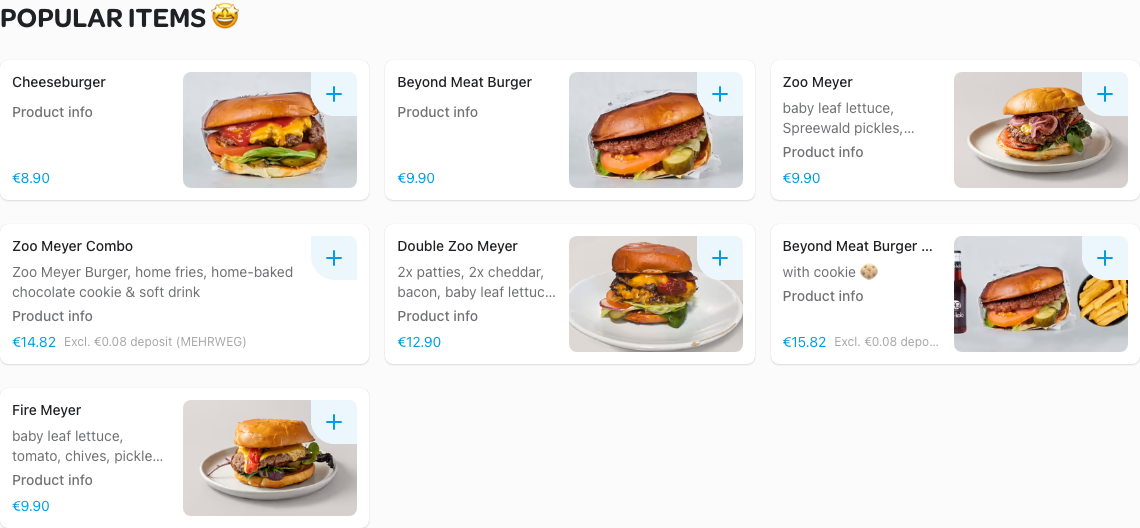 POPULAR ITEMS 🤩
Cheeseburger
Product info
€8.90
Beyond Meat Burger
Product info
€9.90
Zoo Meyer
baby leaf lettuce,
Spreewald pickles,...
Product info
€9.90
Zoo Meyer Combo
Zoo Meyer Burger, home fries, home-baked
chocolate cookie & soft drink
Product info
€14.82 Excl. €0.08 deposit (MEHRWEG)
Double Zoo Meyer
2x patties, 2x cheddar,
bacon, baby leaf lettuc...
Product info
€12.90
Beyond Meat Burger ...
with cookie 🍪
Product info
€15.82 Excl. €0.08 depo...
Fire Meyer
baby leaf lettuce,
tomato, chives, pickle...
Product info
€9.90